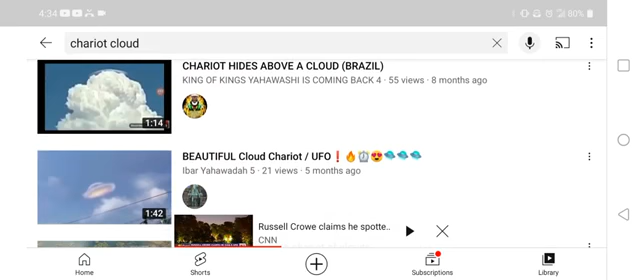 4:34
80%
chariot cloud
CHARIOT HIDES ABOVE A CLOUD (BRAZIL)
KING OF KINGS YAHAWASHI IS COMING BACK 4 · 55 views · 8 months ago
1:14
BEAUTIFUL Cloud Chariot / UFO❗🔥⏰😍🛸🛸🛸
Ibar Yahawadah 5 · 21 views · 5 months ago
1:42
Russell Crowe claims he spotte..
CNN
Home
Shorts
Subscriptions
Library